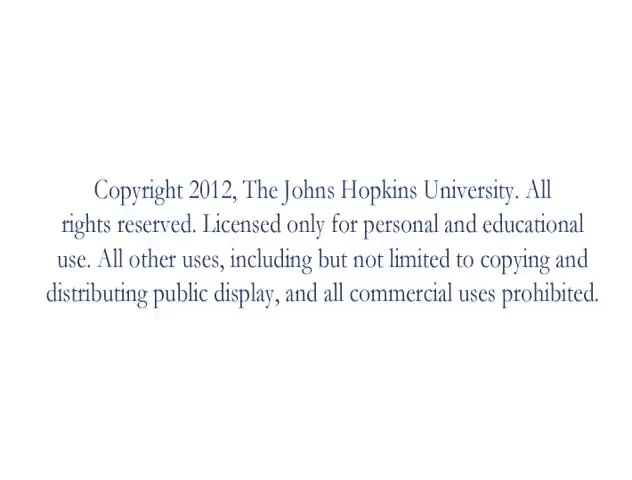 Copyright 2012, The Johns Hopkins University. All
rights reserved. Licensed only for personal and educational
use. All other uses, including but not limited to copying and
distributing public display, and all commercial uses prohibited.